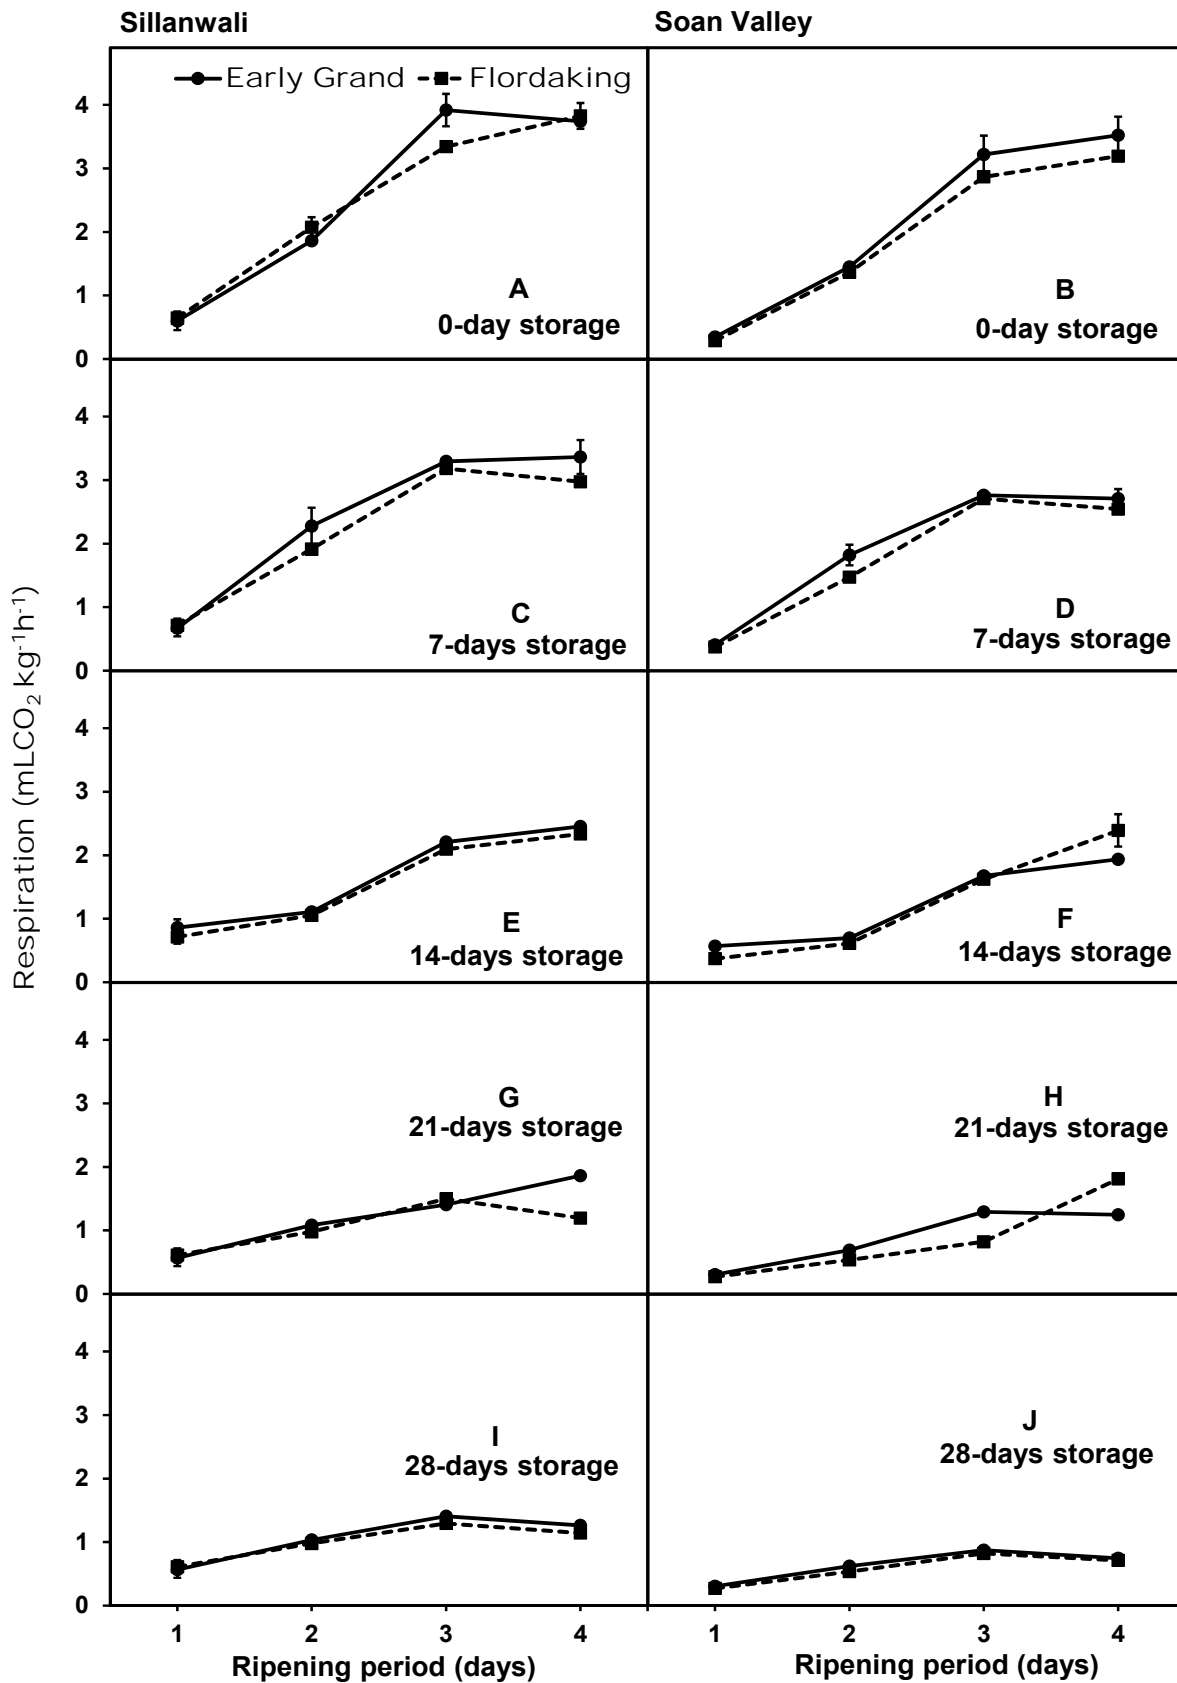 Sillanwali
Soan Valley
Early Grand
Flordaking
4
3
2
1
0
A
0-day storage
B
0-day storage
4
3
2
1
0
C
7-days storage
D
7-days storage
4
3
2
1
0
E
14-days storage
F
14-days storage
4
3
2
1
0
G
21-days storage
H
21-days storage
4
3
2
1
0
I
28-days storage
J
28-days storage
Respiration (mLCO₂ kg⁻¹h⁻¹)
1 2 3 4
1 2 3 4
Ripening period (days)
Ripening period (days)